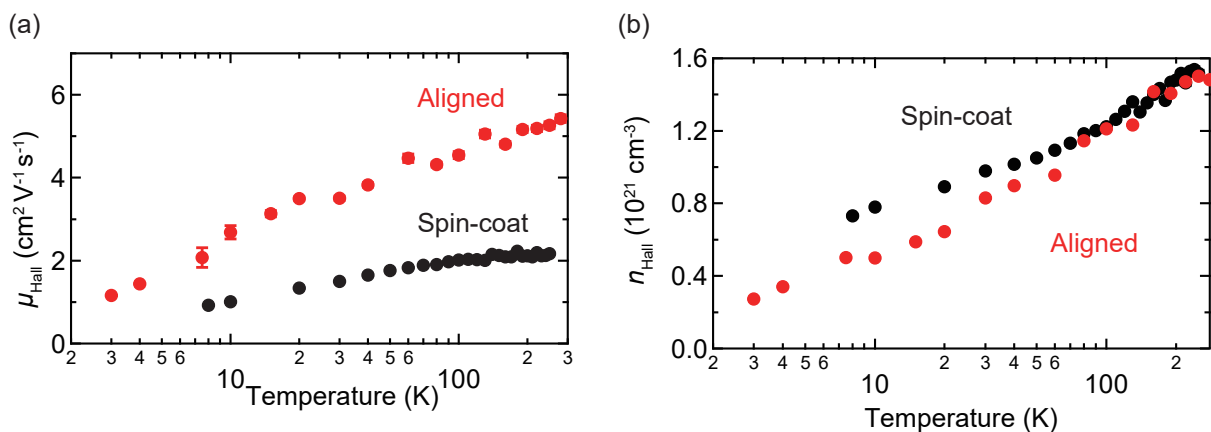 (a)
6
4
2
0
μHall (cm² V⁻¹ s⁻¹)
Aligned
Spin-coat
2 3 4 5 6 10 2 3 4 5 6 100 2 3
Temperature (K)
(b)
1.6
1.2
0.8
0.4
0.0
nHall (10²¹ cm⁻³)
Spin-coat
Aligned
2 3 4 5 6 10 2 3 4 5 6 100 2
Temperature (K)